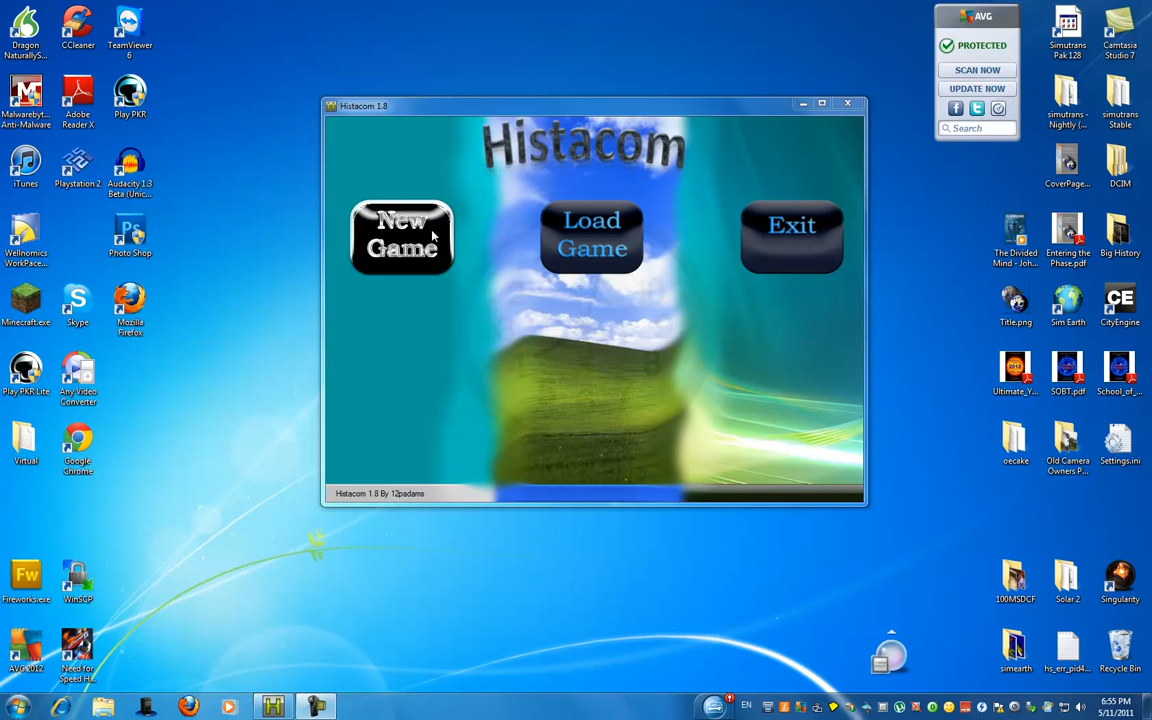 Dragon
NaturallyS...
CCleaner
TeamViewer
6
Malwarebyt...
Anti-Malware
Adobe
Reader X
Play PKR
iTunes
Playstation 2
Audacity 1.3
Beta (Unic...
Wellnomics
WorkPace...
Photo Shop
Minecraft.exe
Skype
Mozilla
Firefox
Play PKR Lite
Any Video
Converter
Virtual
Google
Chrome
Fireworks.exe
WinSCP
AVG 2012
Need for
Speed H...
Histacom 1.8
Histacom
New
Game
Load
Game
Exit
Histacom 1.8 By 12padams
AVG
PROTECTED
SCAN NOW
UPDATE NOW
Search
Simutrans
Pak 128
Camtasia
Studio 7
simutrans -
Nightly (...
simutrans
Stable
CoverPage...
DCIM
The Divided
Mind - Joh...
Entering the
Phase.pdf
Big History
Title.png
Sim Earth
CE
CityEngine
Ultimate_Y...
SOBT.pdf
School_of_...
oecake
Old Camera
Owners P...
Settings.ini
100MSDCF
Solar 2
Singularity
simearth
hs_err_pid4...
Recycle Bin
EN
6:55 PM
5/11/2011